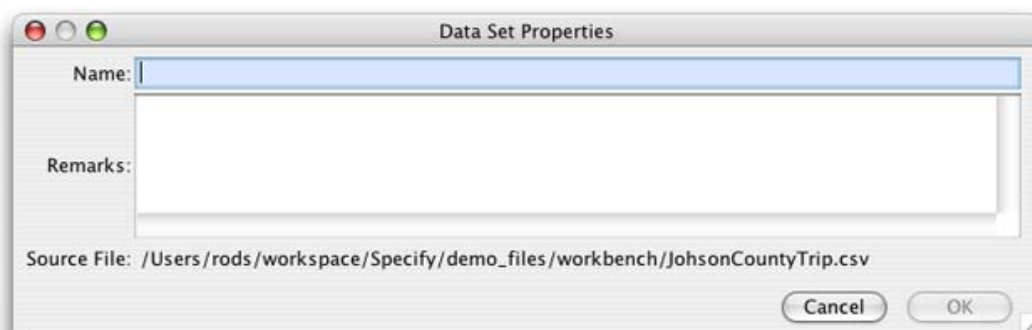 Data Set Properties
Name:
Remarks:
Source File: /Users/rods/workspace/Specify/demo_files/workbench/JohsonCountyTrip.csv
Cancel OK